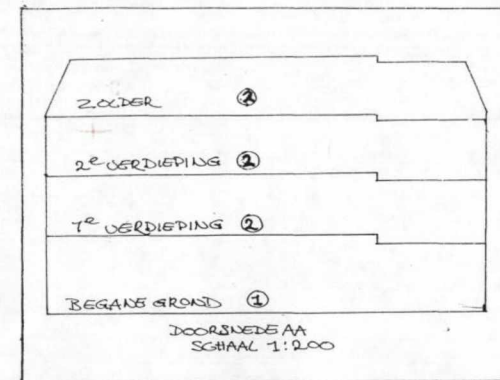 ZOLDER ②
2e VERDIEPING ②
1e VERDIEPING ②
BEGANE GROND ①
DOORSNEDE AA
SCHAAL 1:200